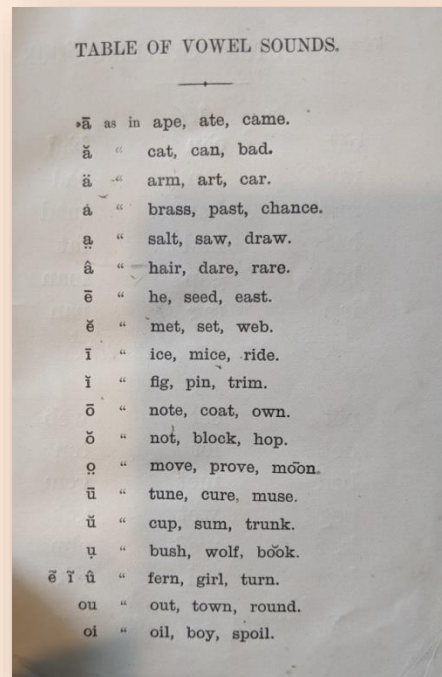 TABLE OF VOWEL SOUNDS.
ā as in ape, ate, came.
ă “ cat, can, bad.
ä “ arm, art, car.
á “ brass, past, chance.
a̤ “ salt, saw, draw.
â “ hair, dare, rare.
ē “ he, seed, east.
ĕ “ met, set, web.
ī “ ice, mice, ride.
ĭ “ fig, pin, trim.
ō “ note, coat, own.
ŏ “ not, block, hop.
o̤ “ move, prove, mo͞on.
ū “ tune, cure, muse.
ŭ “ cup, sum, trunk.
ụ “ bush, wolf, bo͝ok.
ẽ ĩ û “ fern, girl, turn.
ou “ out, town, round.
oi “ oil, boy, spoil.